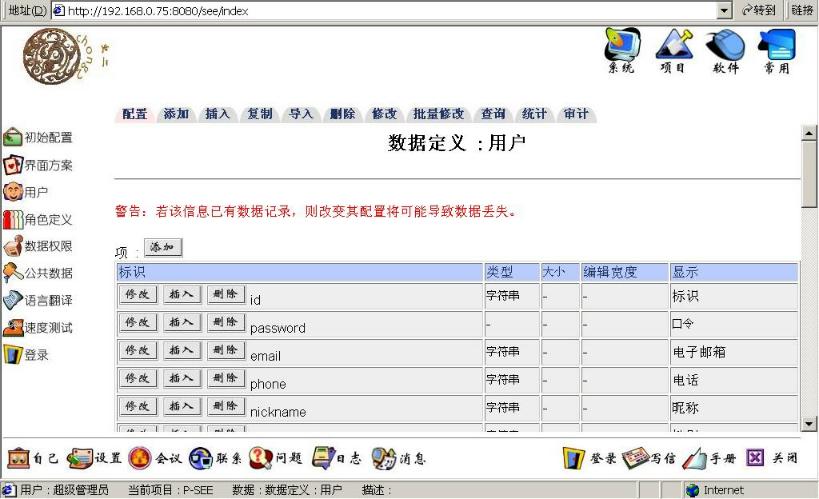 地址(D) http://192.168.0.75:8080/see/index 转到 链接
系统 项目 软件 常用
配置 添加 插入 复制 导入 删除 修改 批量修改 查询 统计 审计
数据定义 : 用户
初始配置
界面方案
用户
角色定义
数据权限
公共数据
语言翻译
速度测试
登录
警告: 若该信息已有数据记录, 则改变其配置将可能导致数据丢失。
项 : 添加
标识 类型 大小 编辑宽度 显示
修改 插入 删除 id 字符串 - - 标识
修改 插入 删除 password - - - 口令
修改 插入 删除 email 字符串 - - 电子邮箱
修改 插入 删除 phone 字符串 - - 电话
修改 插入 删除 nickname 字符串 - - 昵称
自己 设置 会议 联系 问题 日志 消息 登录 写信 手册 关闭
用户 : 超级管理员 当前项目 : P-SEE 数据 : 数据定义 : 用户 描述 : Internet